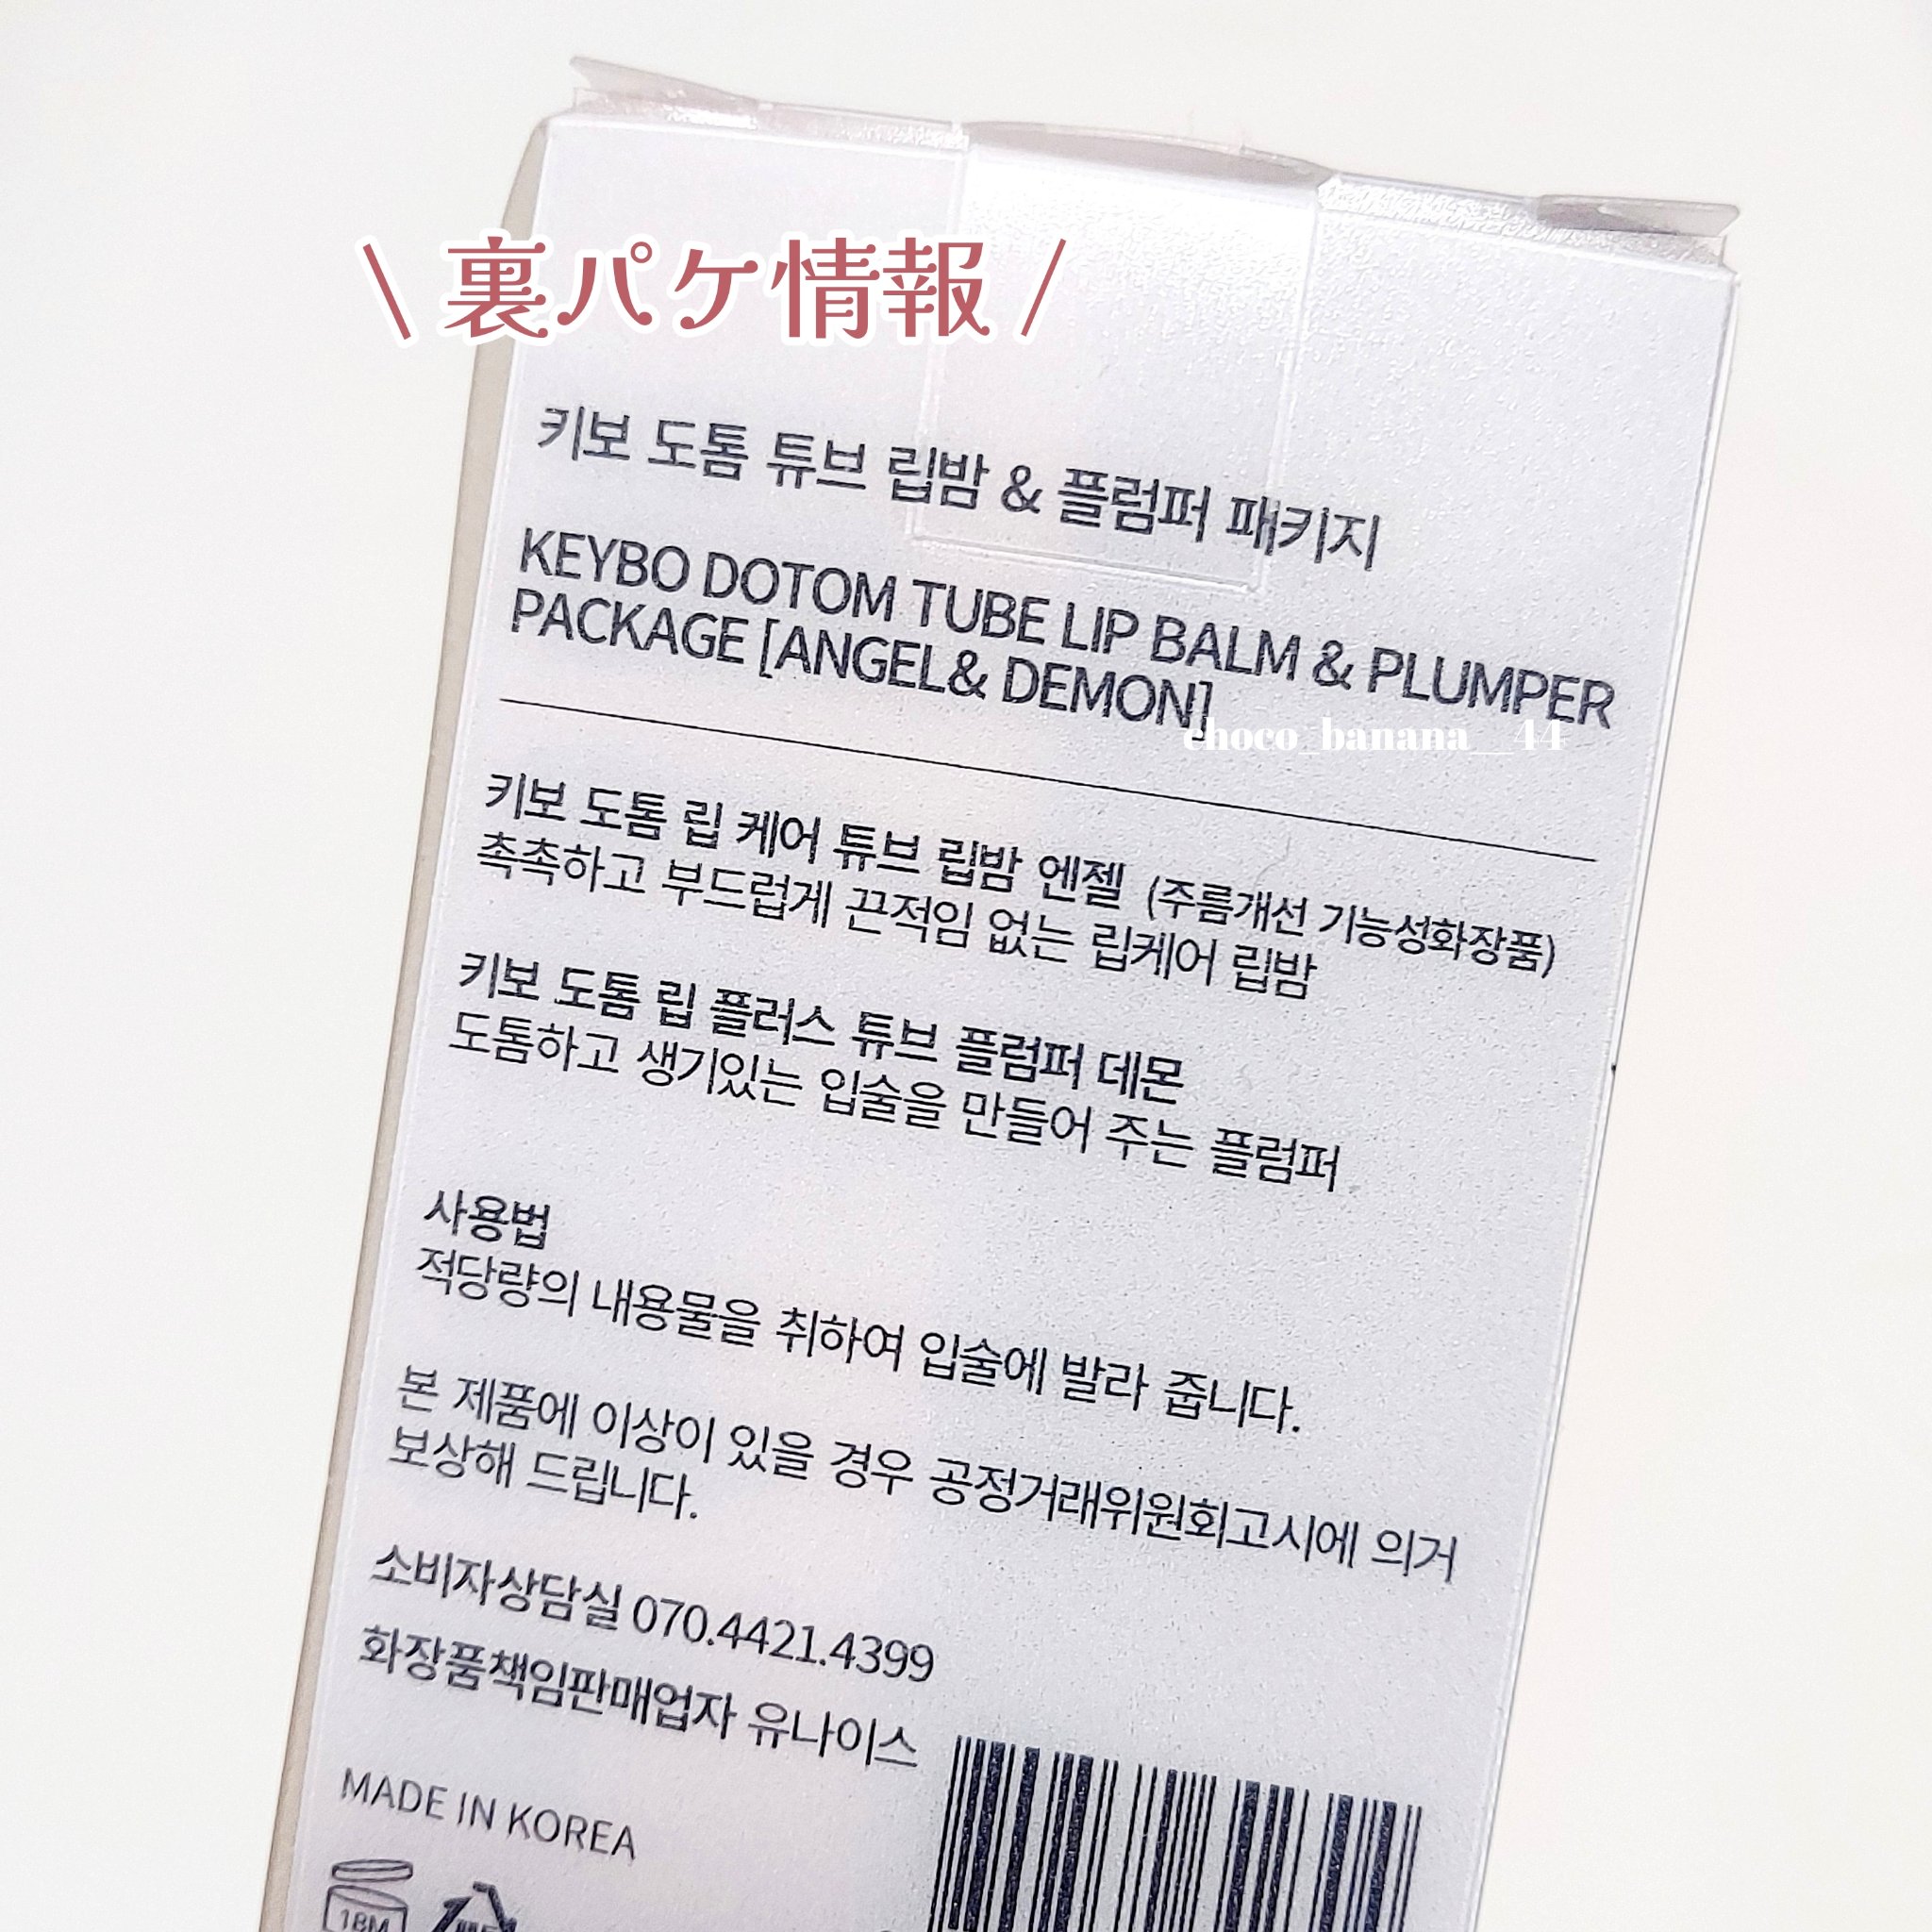 \ 裏パケ情報 /
키보 도톰 튜브 립밤 & 플럼퍼 패키지
KEYBO DOTOM TUBE LIP BALM & PLUMPER
PACKAGE [ANGEL& DEMON]
choco_banana__44
키보 도톰 립 케어 튜브 립밤 엔젤 (주름개선 기능성화장품)
촉촉하고 부드럽게 끈적임 없는 립케어 립밤
키보 도톰 립 플러스 튜브 플럼퍼 데몬
도톰하고 생기있는 입술을 만들어 주는 플럼퍼
사용법
적당량의 내용물을 취하여 입술에 발라 줍니다.
본 제품에 이상이 있을 경우 공정거래위원회고시에 의거
보상해 드립니다.
소비자상담실 070.4421.4399
화장품책임판매업자 유나이스
MADE IN KOREA
18M